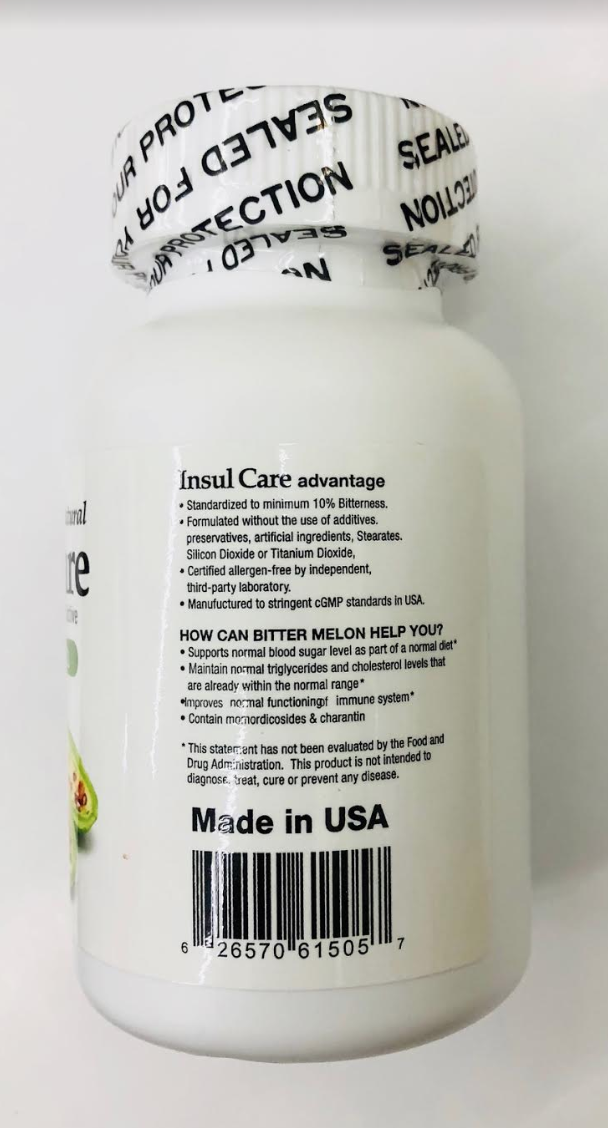 OUR PROTE
SEALED
YOUR FOR SEALED
NOITCE
PROTECTION
SEALED
Insul Care advantage
• Standardized to minimum 10% Bitterness.
• Formulated without the use of additives.
preservatives, artificial ingredients, Stearates.
Silicon Dioxide or Titanium Dioxide,
• Certified allergen-free by independent,
third-party laboratory.
• Manufuctured to stringent cGMP standards in USA.
HOW CAN BITTER MELON HELP YOU?
• Supports normal blood sugar level as part of a normal diet*
• Maintain normal triglycerides and cholesterol levels that
are already within the normal range*
•Improves normal functioningof immune system*
• Contain momordicosides & charantin
* This statement has not been evaluated by the Food and
Drug Administration. This product is not intended to
diagnose, treat, cure or prevent any disease.
Made in USA
6 26570 61505 7